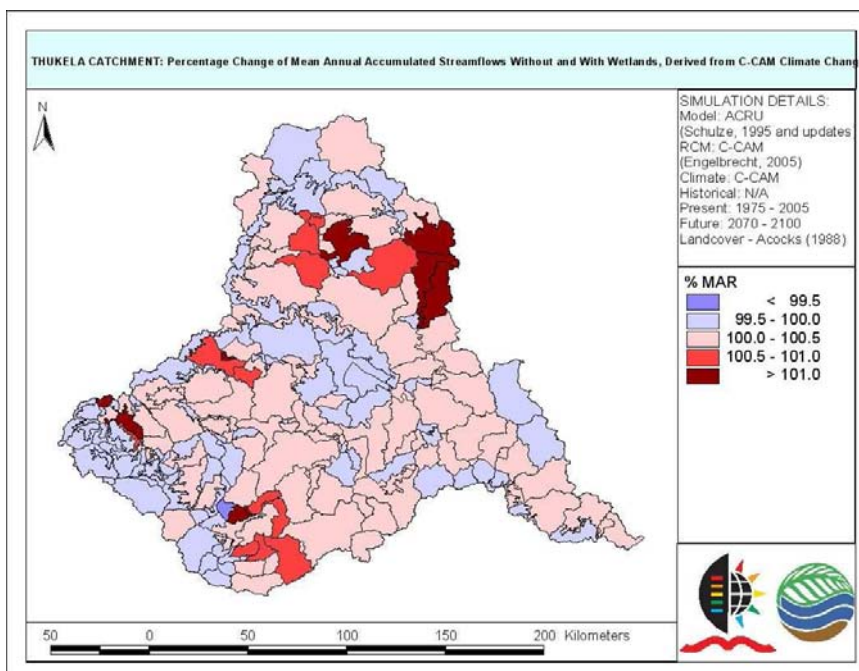 THUKELA CATCHMENT: Percentage Change of Mean Annual Accumulated Streamflows Without and With Wetlands, Derived from C-CAM Climate Chang
N
SIMULATION DETAILS:
Model: ACRU
(Schulze, 1995 and updates
RCM: C-CAM
(Engelbrecht, 2005)
Climate: C-CAM
Historical: N/A
Present: 1975 - 2005
Future: 2070 - 2100
Landcover - Acocks (1988)
% MAR
< 99.5
99.5 - 100.0
100.0 - 100.5
100.5 - 101.0
> 101.0
50 0 50 100 150 200 Kilometers